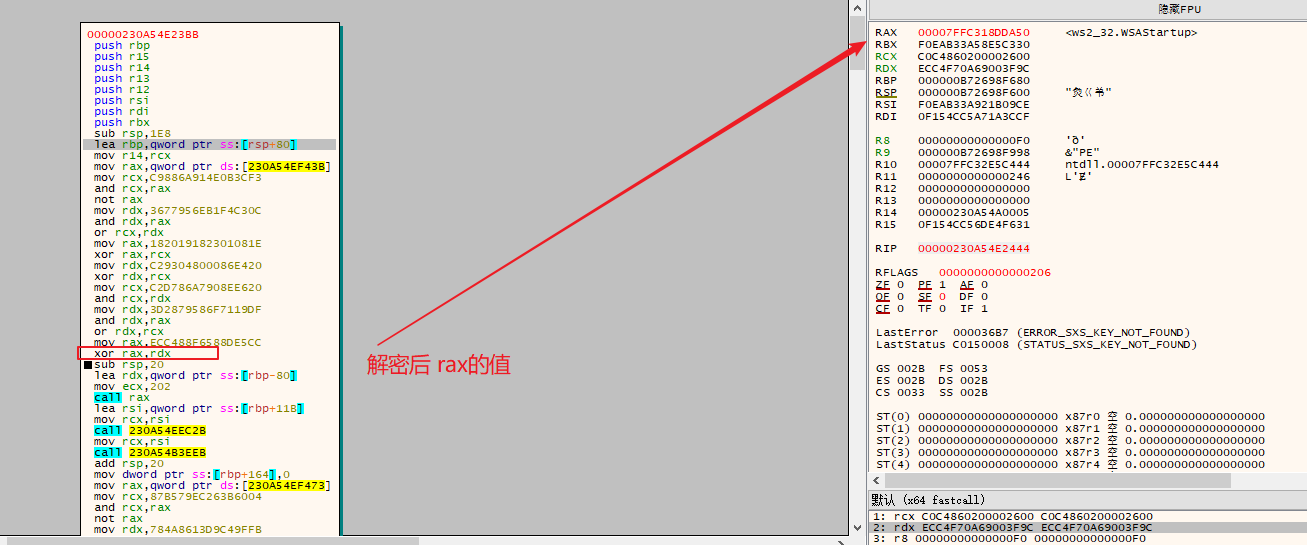 00000230A54E23BB
push rbp
push r15
push r14
push r13
push r12
push rsi
push rdi
push rbx
sub rsp,1E8
lea rbp,qword ptr ss:[rsp+80]
mov r14,rcx
mov rax,qword ptr ds:[230A54EF43B]
mov rcx,C9886A914E0B3CF3
and rcx,rax
not rax
mov rdx,3677956EB1F4C30C
and rdx,rax
or rcx,rdx
mov rax,182019182301081E
xor rax,rcx
mov rdx,C29304800086E420
xor rdx,rcx
mov rcx,C2D786A7908EE620
and rcx,rdx
mov rdx,3D2879586F7119DF
and rdx,rax
or rdx,rcx
mov rax,ECC488F6588DE5CC
xor rax,rdx
sub rsp,20
lea rdx,qword ptr ss:[rbp-80]
mov ecx,202
call rax
lea rsi,qword ptr ss:[rbp+11B]
mov rcx,rsi
call 230A54EEC2B
mov rcx,rsi
call 230A54B3EEB
add rsp,20
mov dword ptr ss:[rbp+164],0
mov rax,qword ptr ds:[230A54EF473]
mov rcx,87B579EC263B6004
and rcx,rax
not rax
mov rdx,784A8613D9C49FFB
解密后 rax的值
隐藏FPU
RAX 00007FFC318DDA50 <ws2_32.WSAStartup>
RBX F0EAB33A58E5C330
RCX C0C4860200002600
RDX ECC4F70A69003F9C
RBP 000000B72698F680
RSP 000000B72698F600
RSI F0EAB33A921B09CE
RDI 0F154CC5A71A3CCF
R8 00000000000000F0 'ð'
R9 000000B72698F998 &"PE"
R10 00007FFC32E5C444 ntdll.00007FFC32E5C444
R11 0000000000000246
R12 0000000000000000
R13 0000000000000000
R14 00000230A54A0005
R15 0F154CC56DE4F631
RIP 00000230A54E2444
RFLAGS 0000000000000206
ZF 0 PF 1 AF 0
OF 0 SF 0 DF 0
CF 0 TF 0 IF 1
LastError 000036B7 (ERROR_SXS_KEY_NOT_FOUND)
LastStatus C0150008 (STATUS_SXS_KEY_NOT_FOUND)
GS 002B FS 0053
ES 002B DS 002B
CS 0033 SS 002B
ST(0) 00000000000000000000 x87r0 空 0.000000000000000000
ST(1) 00000000000000000000 x87r1 空 0.000000000000000000
ST(2) 00000000000000000000 x87r2 空 0.000000000000000000
ST(3) 00000000000000000000 x87r3 空 0.000000000000000000
ST(4) 00000000000000000000 x87r4 空 0.000000000000000000
默认 (x64 fastcall)
1: rcx C0C4860200002600 C0C4860200002600
2: rdx ECC4F70A69003F9C ECC4F70A69003F9C
3: r8 00000000000000F0 00000000000000F0